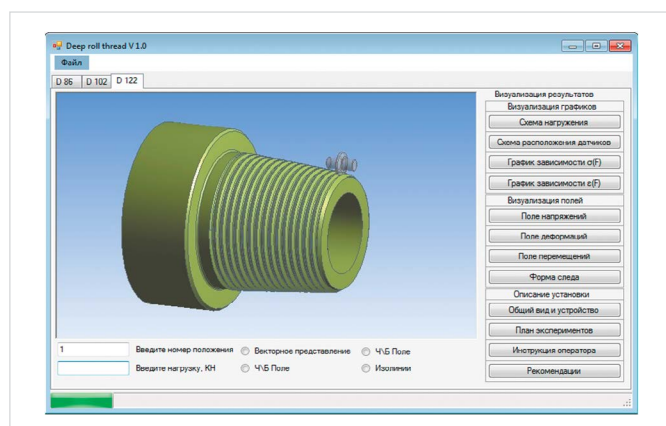 Deep roll thread V 1.0
Файл
D 86 D 102 D 122
Визуализация результатов
Визуализация графиков
Схема нагружения
Схема расположения датчиков
График зависимости σ(F)
График зависимости ε(F)
Визуализация полей
Поле напряжений
Поле деформаций
Поле перемещений
Форма следа
Описание установки
Общий вид и устройство
План экспериментов
Инструкция оператора
Рекомендации
1 Введите номер положения Векторное представление Ч\Б Поле
Введите нагрузку, КН Ч\Б Поле Изолинии